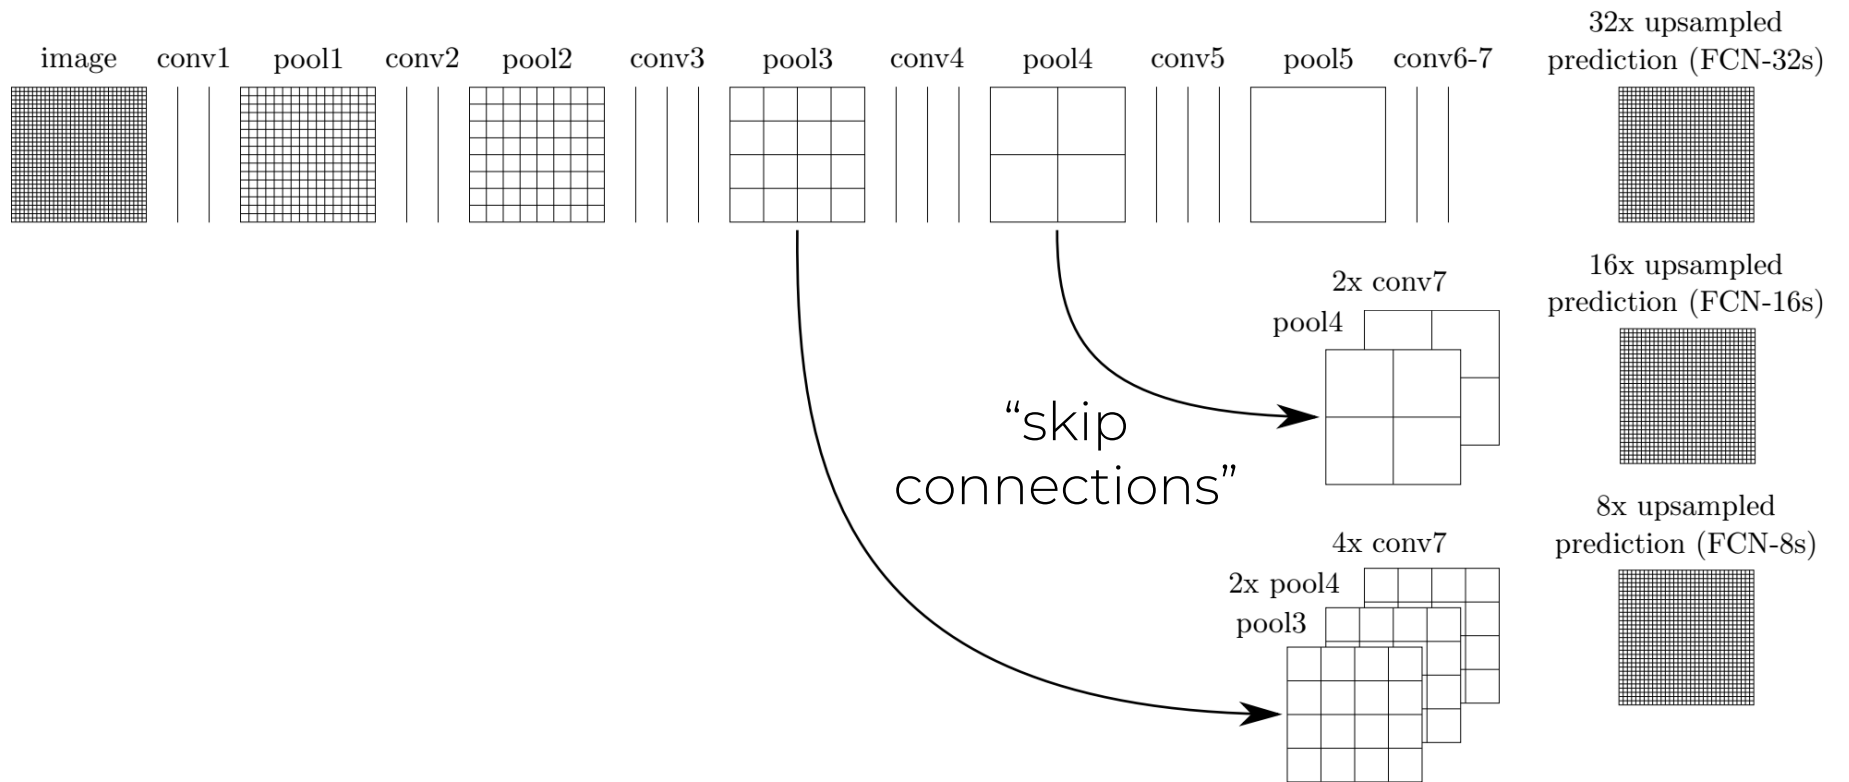 image conv1 pool1 conv2 pool2 conv3 pool3 conv4 pool4 conv5 pool5 conv6-7
32x upsampled
prediction (FCN-32s)
16x upsampled
prediction (FCN-16s)
2x conv7
pool4
“skip
connections”
8x upsampled
prediction (FCN-8s)
4x conv7
2x pool4
pool3